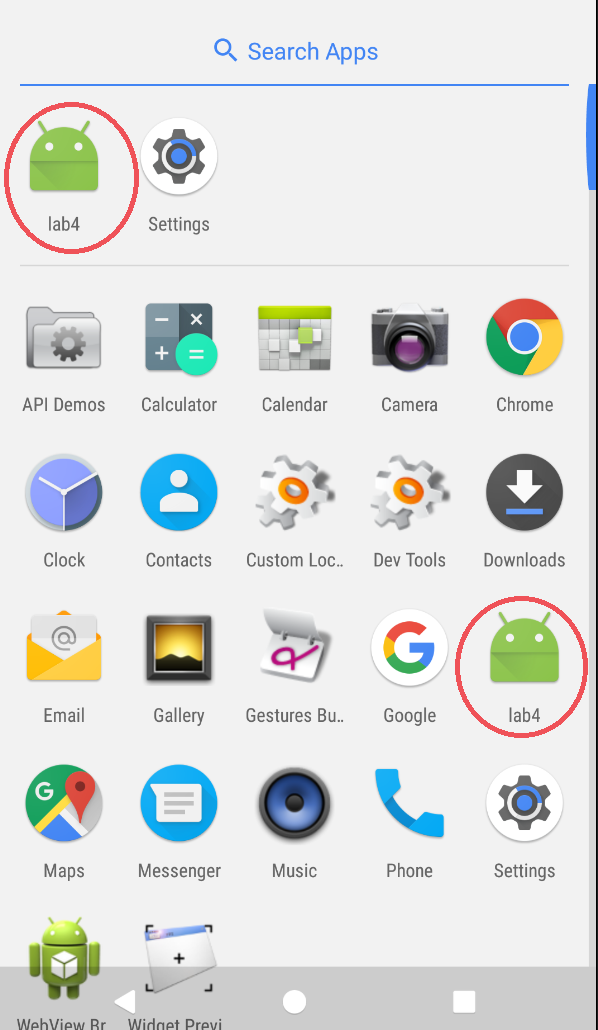 Search Apps
lab4 Settings
API Demos Calculator Calendar Camera Chrome
Clock Contacts Custom Loc.. Dev Tools Downloads
Email Gallery Gestures Bu.. Google lab4
Maps Messenger Music Phone Settings
WebView Br Widget Previ